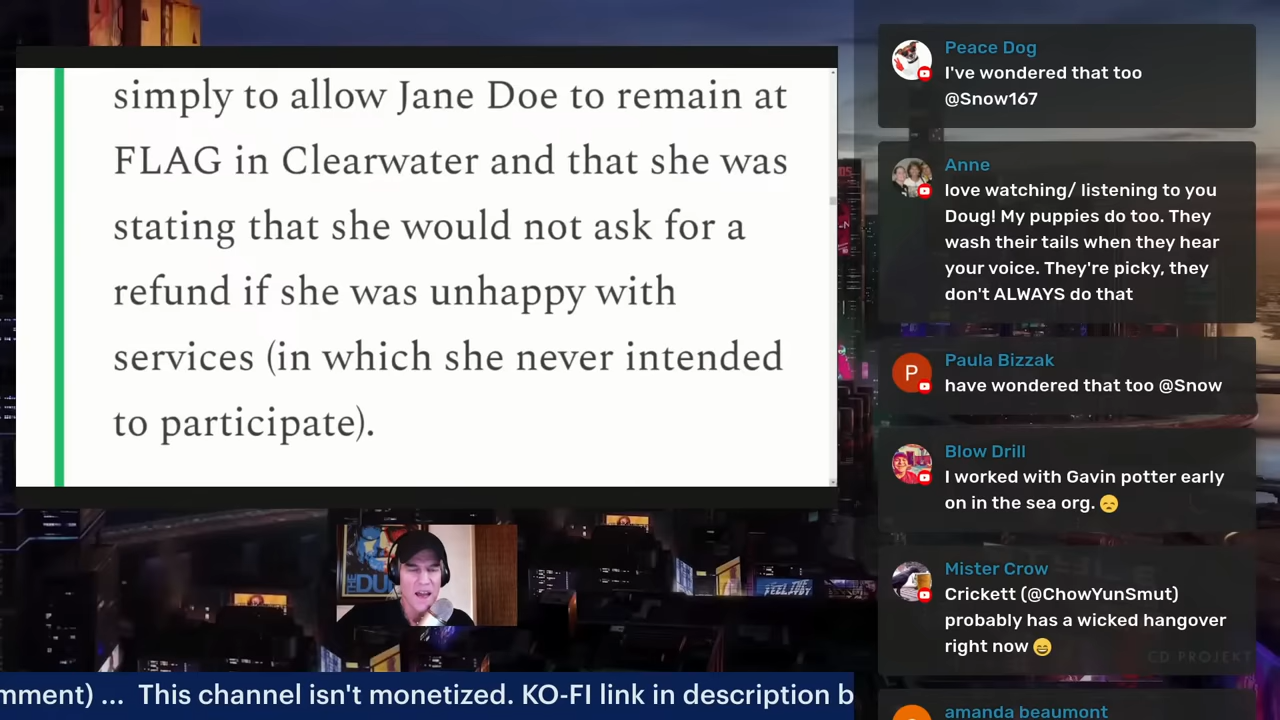 simply to allow Jane Doe to remain at
FLAG in Clearwater and that she was
stating that she would not ask for a
refund if she was unhappy with
services (in which she never intended
to participate).
Peace Dog
I've wondered that too
@Snow167
Anne
love watching/ listening to you
Doug! My puppies do too. They
wash their tails when they hear
your voice. They're picky, they
don't ALWAYS do that
P
Paula Bizzak
have wondered that too @Snow
Blow Drill
I worked with Gavin potter early
on in the sea org. 😞
Mister Crow
Crickett (@ChowYunSmut)
probably has a wicked hangover
right now 😄
CD PROJEKT
amanda beaumont
THE DU
mment) ... This channel isn't monetized. KO-FI link in description b